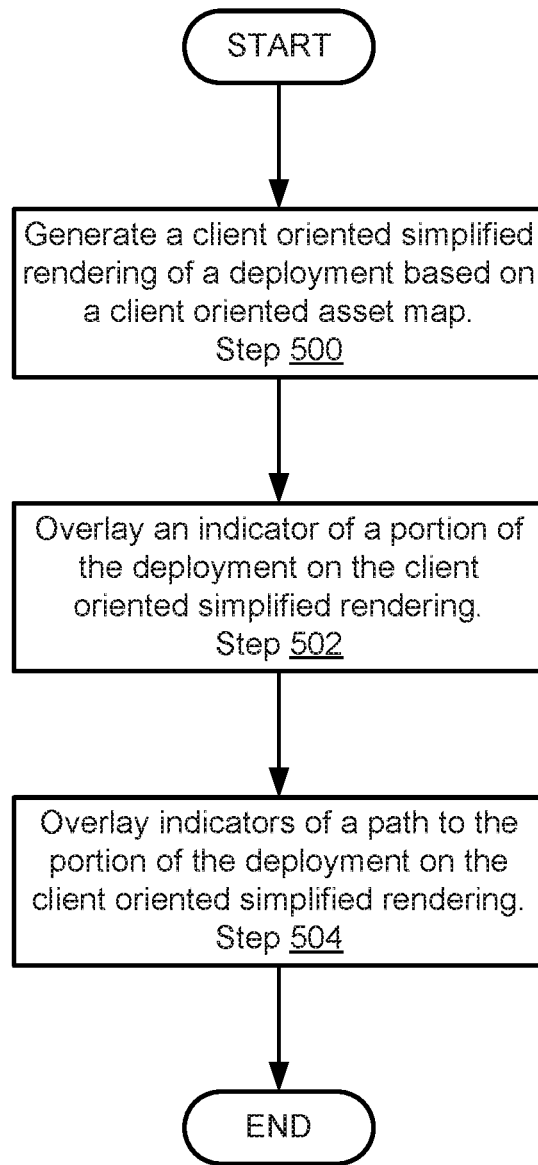 START
Generate a client oriented simplified
rendering of a deployment based on
a client oriented asset map.
Step 500
Overlay an indicator of a portion of
the deployment on the client
oriented simplified rendering.
Step 502
Overlay indicators of a path to the
portion of the deployment on the
client oriented simplified rendering.
Step 504
END